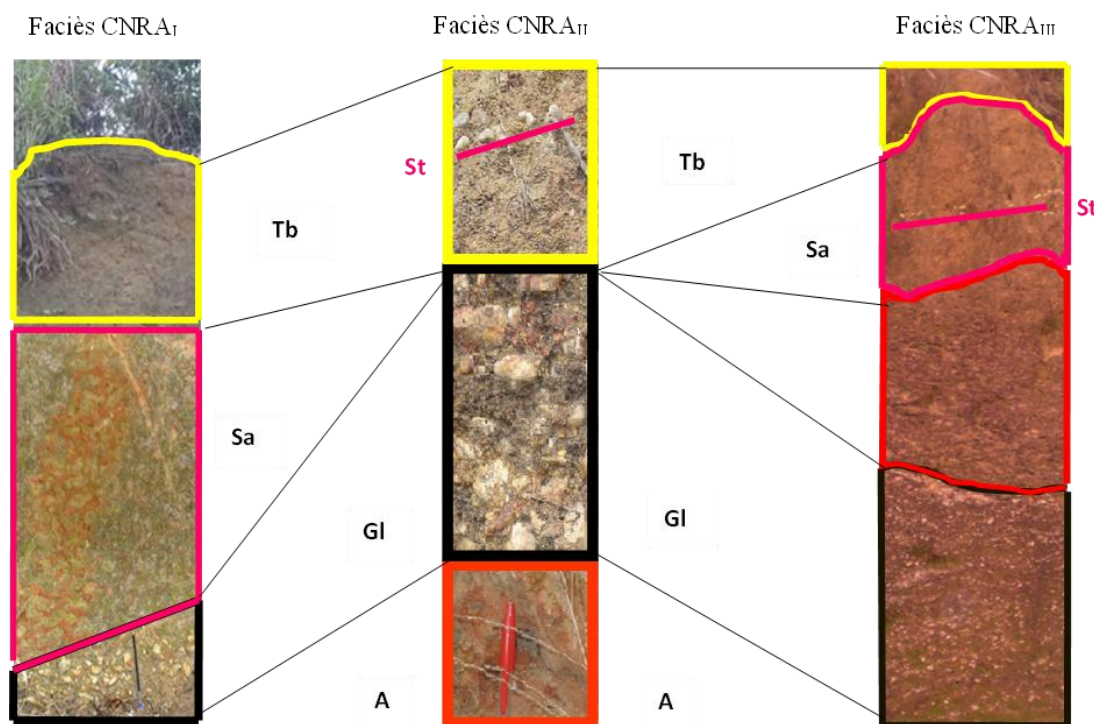 Faciès CNRAI
Faciès CNRAII
Faciès CNRAIII
St
Tb
Tb
St
Sa
Sa
Gl
Gl
A
A